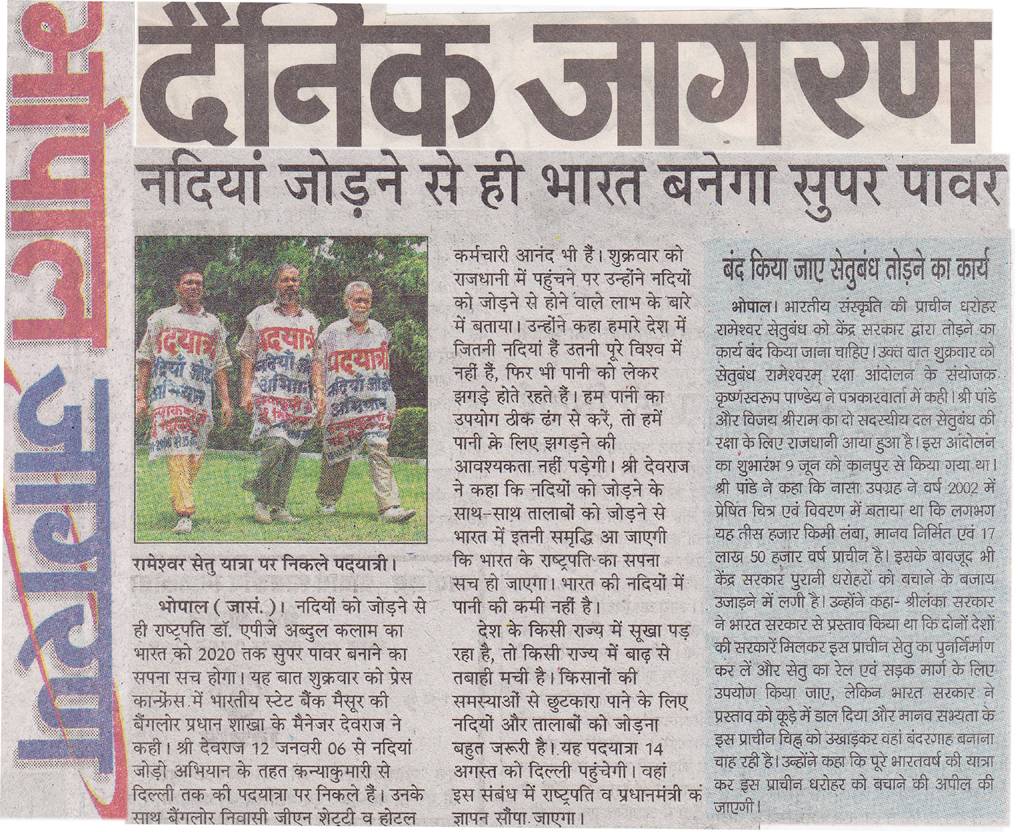 भोपाल जागरण
दैनिक जागरण
नदियां जोड़ने से ही भारत बनेगा सुपर पावर
पदयात्री
नदियाँ जोड़ो
अभियान
पदयात्री
नदियाँ जोड़ो
अभियान
पदयात्री
नदियाँ जोड़ो
अभियान
रामेश्वर सेतु यात्रा पर निकले पदयात्री।
भोपाल (जासं.)। नदियों को जोड़ने से
ही राष्ट्रपति डॉ. एपीजे अब्दुल कलाम का
भारत को 2020 तक सुपर पावर बनाने का
सपना सच होगा। यह बात शुक्रवार को प्रेस
कान्फ्रेंस में भारतीय स्टेट बैंक मैसूर की
बैंगलोर प्रधान शाखा के मैनेजर देवराज ने
कही। श्री देवराज 12 जनवरी 06 से नदियां
जोड़ो अभियान के तहत कन्याकुमारी से
दिल्ली तक की पदयात्रा पर निकले हैं। उनके
साथ बैंगलोर निवासी जीएन शेट्टी व होटल
कर्मचारी आनंद भी हैं। शुक्रवार को
राजधानी में पहुंचने पर उन्होंने नदियों
को जोड़ने से होने वाले लाभ के बारे
में बताया। उन्होंने कहा हमारे देश में
जितनी नदियां हैं उतनी पूरे विश्व में
नहीं हैं, फिर भी पानी को लेकर
झगड़े होते रहते हैं। हम पानी का
उपयोग ठीक ढंग से करें, तो हमें
पानी के लिए झगड़ने की
आवश्यकता नहीं पड़ेगी। श्री देवराज
ने कहा कि नदियों को जोड़ने के
साथ-साथ तालाबों को जोड़ने से
भारत में इतनी समृद्धि आ जाएगी
कि भारत के राष्ट्रपति का सपना
सच हो जाएगा। भारत की नदियों में
पानी की कमी नहीं है।
देश के किसी राज्य में सूखा पड़
रहा है, तो किसी राज्य में बाढ़ से
तबाही मची है। किसानों की
समस्याओं से छुटकारा पाने के लिए
नदियों और तालाबों को जोड़ना
बहुत जरूरी है। यह पदयात्रा 14
अगस्त को दिल्ली पहुंचेगी। वहां
इस संबंध में राष्ट्रपति व प्रधानमंत्री क
ज्ञापन सौंपा जाएगा।
बंद किया जाए सेतुबंध तोड़ने का कार्य
भोपाल। भारतीय संस्कृति की प्राचीन धरोहर
रामेश्वर सेतुबंध को केंद्र सरकार द्वारा तोड़ने का
कार्य बंद किया जाना चाहिए। उक्त बात शुक्रवार को
सेतुबंध रामेश्वरम् रक्षा आंदोलन के संयोजक
कृष्णस्वरूप पाण्डेय ने पत्रकारवार्ता में कही। श्री पांडे
और विजय श्रीराम का दो सदस्यीय दल सेतुबंध की
रक्षा के लिए राजधानी आया हुआ है। इस आंदोलन
का शुभारंभ 9 जून को कानपुर से किया गया था।
श्री पांडे ने कहा कि नासा उपग्रह ने वर्ष 2002 में
प्रेषित चित्र एवं विवरण में बताया था कि लगभग
यह तीस हजार किमी लंबा, मानव निर्मित एवं 17
लाख 50 हजार वर्ष प्राचीन है। इसके बावजूद भी
केंद्र सरकार पुरानी धरोहरों को बचाने के बजाय
उजाड़ने में लगी है। उन्होंने कहा- श्रीलंका सरकार
ने भारत सरकार से प्रस्ताव किया था कि दोनों देशों
की सरकारें मिलकर इस प्राचीन सेतु का पुनर्निर्माण
कर लें और सेतु का रेल एवं सड़क मार्ग के लिए
उपयोग किया जाए, लेकिन भारत सरकार ने
प्रस्ताव को कूड़े में डाल दिया और मानव सभ्यता के
इस प्राचीन चिह्न को उखाड़कर वहां बंदरगाह बनाना
चाह रही है। उन्होंने कहा कि पूरे भारतवर्ष की यात्रा
कर इस प्राचीन धरोहर को बचाने की अपील की
जाएगी।